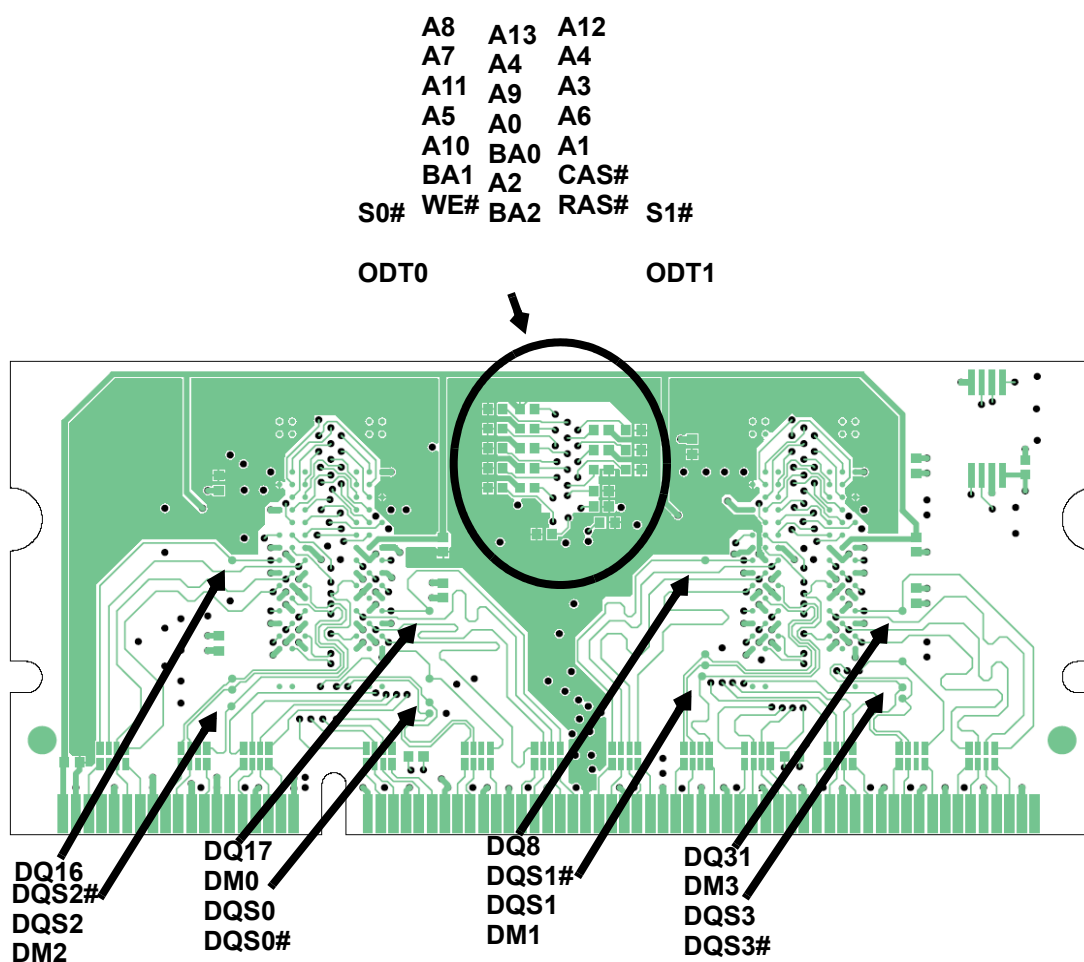 A8
A7
A11
A5
A10
BA1
WE#
A13
A4
A9
A0
BA0
A2
BA2
A12
A4
A3
A6
A1
CAS#
RAS#
S0#
ODT0
S1#
ODT1
DQ16
DQS2#
DQS2
DM2
DQ17
DM0
DQS0
DQS0#
DQ8
DQS1#
DQS1
DM1
DQ31
DM3
DQS3
DQS3#